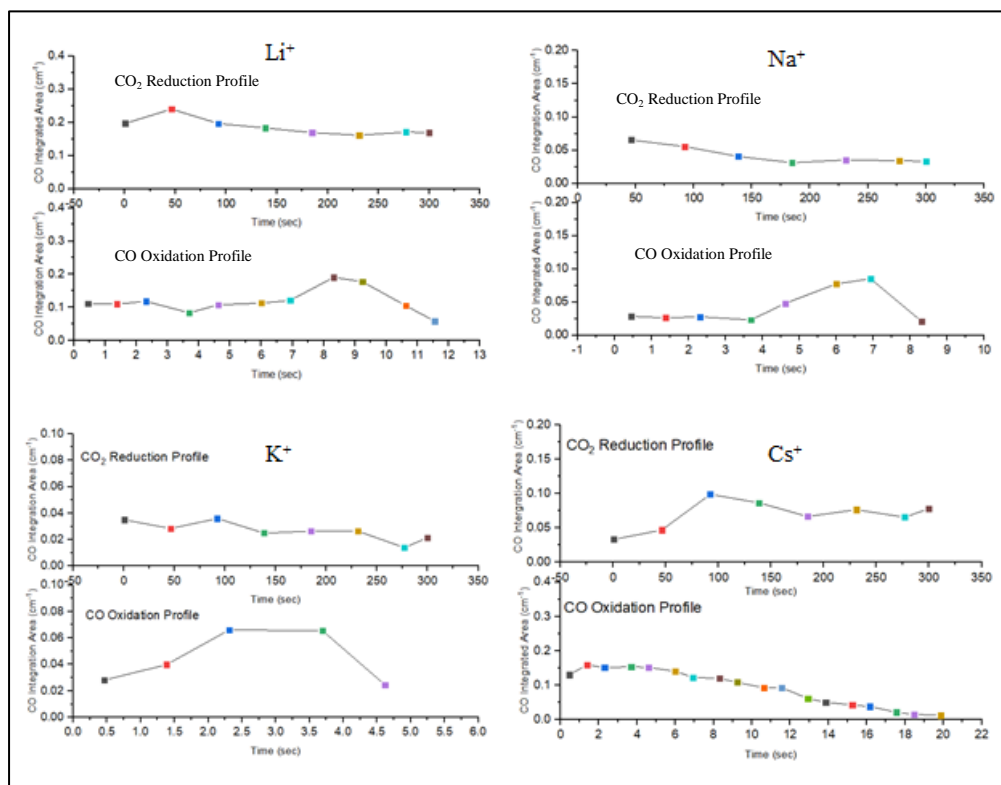 Li⁺
CO₂ Reduction Profile
CO Integrated Area (cm⁻¹)
0.4
0.3
0.2
0.1
0.0
50 0 50 100 150 200 250 300 350
Time (sec)
CO Oxidation Profile
CO Integration Area (cm⁻¹)
0.4
0.3
0.2
0.1
0.0
0 1 2 3 4 5 6 7 8 9 10 11 12 13
Time (sec)
Na⁺
CO₂ Reduction Profile
CO Integrated Area (cm⁻¹)
0.20
0.15
0.10
0.05
0.00
0 50 100 150 200 250 300 350
Time (sec)
CO Oxidation Profile
CO Integrated Area (cm⁻¹)
0.20
0.15
0.10
0.05
0.00
-1 0 1 2 3 4 5 6 7 8 9 10
Time (sec)
K⁺
CO₂ Reduction Profile
CO Integration Area (cm⁻¹)
0.10
0.08
0.06
0.04
0.02
0.00
50 0 50 100 150 200 250 300 350
Time (sec)
CO Oxidation Profile
CO Integration Area (cm⁻¹)
0.10
0.08
0.06
0.04
0.02
0.00
0.0 0.5 1.0 1.5 2.0 2.5 3.0 3.5 4.0 4.5 5.0 5.5 6.0
Time (sec)
Cs⁺
CO₂ Reduction Profile
CO Intergration Area (cm⁻¹)
0.20
0.15
0.10
0.05
0.00
50 0 50 100 150 200 250 300 350
Time (sec)
CO Oxidation Profile
CO Integrated Area (cm⁻¹)
0.4
0.3
0.2
0.1
0.0
0 2 4 6 8 10 12 14 16 18 20 22
Time (sec)